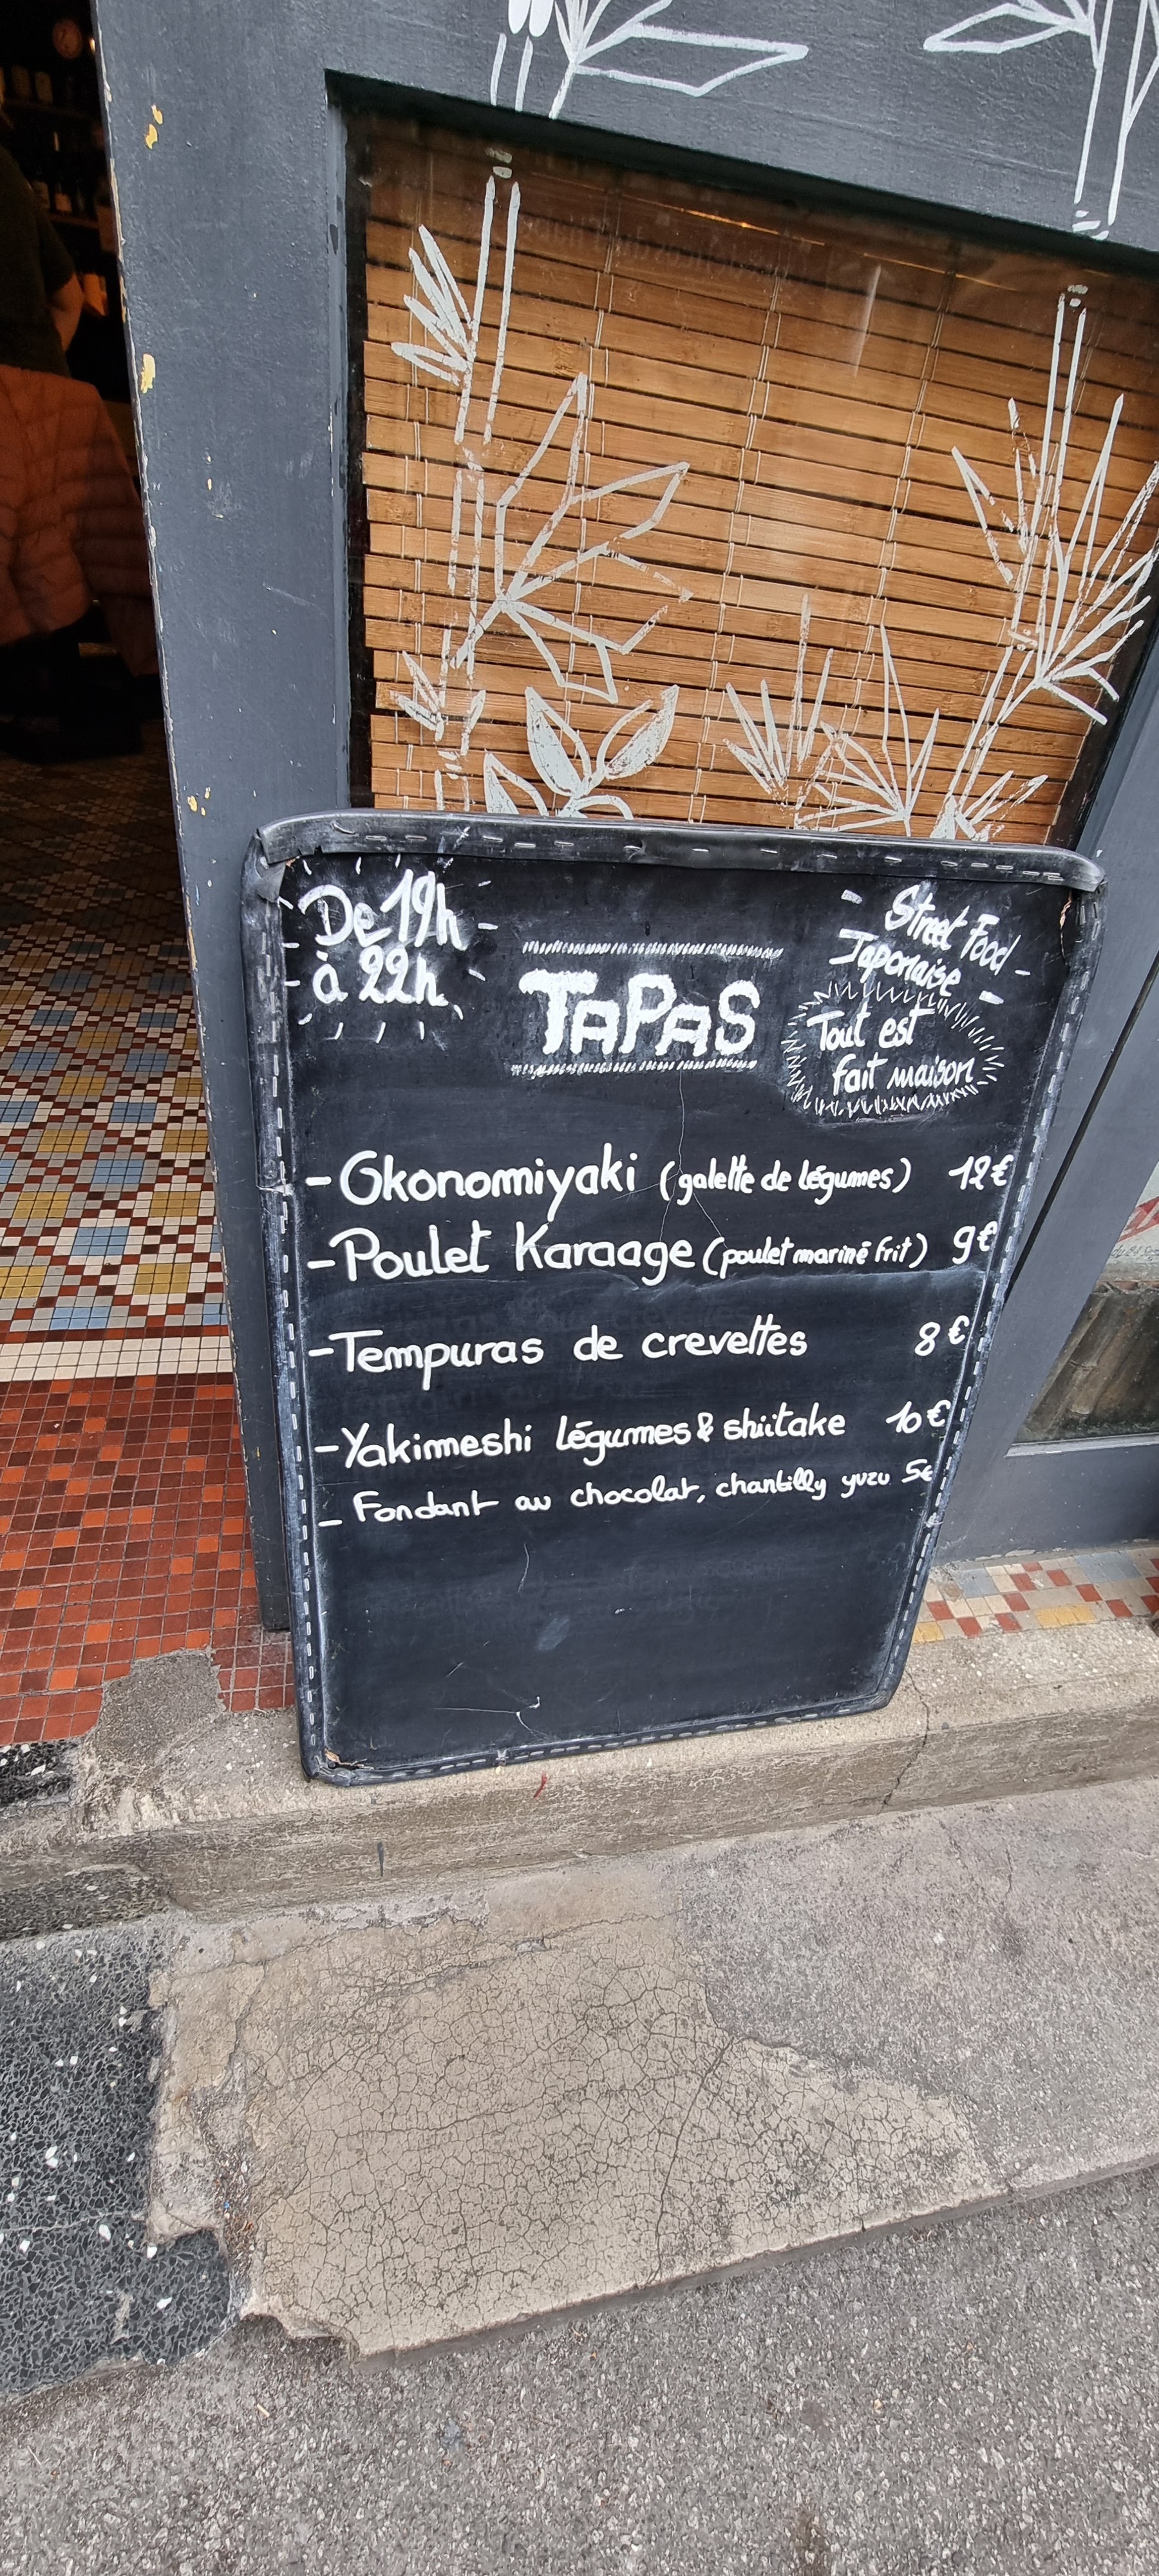 De 19h
à 22h
TAPAS
Street Food
Japonaise
Tout est
fait maison
- Okonomiyaki (galette de légumes) 12€
- Poulet Karaage (poulet mariné frit) 9€
- Tempuras de crevettes 8€
- Yakimeshi légumes & shiitake 10€
- Fondant au chocolat, chantilly yuzu 5€